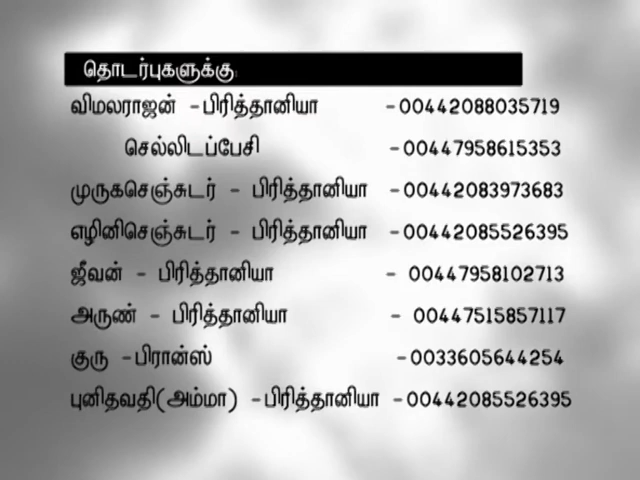 தொடர்புகளுக்கு
விமலராஜன் -பிரித்தானியா -00442088035719
செல்லிடப்பேசி -00447958615353
முருகசெஞ்சுடர் - பிரித்தானியா -00442083973683
எழினிசெஞ்சுடர் - பிரித்தானியா -00442085526395
ஜீவன் - பிரித்தானியா - 00447958102713
அருண் - பிரித்தானியா - 00447515857117
குரு -பிரான்ஸ் -0033605644254
புனிதவதி(அம்மா) -பிரித்தானியா -00442085526395